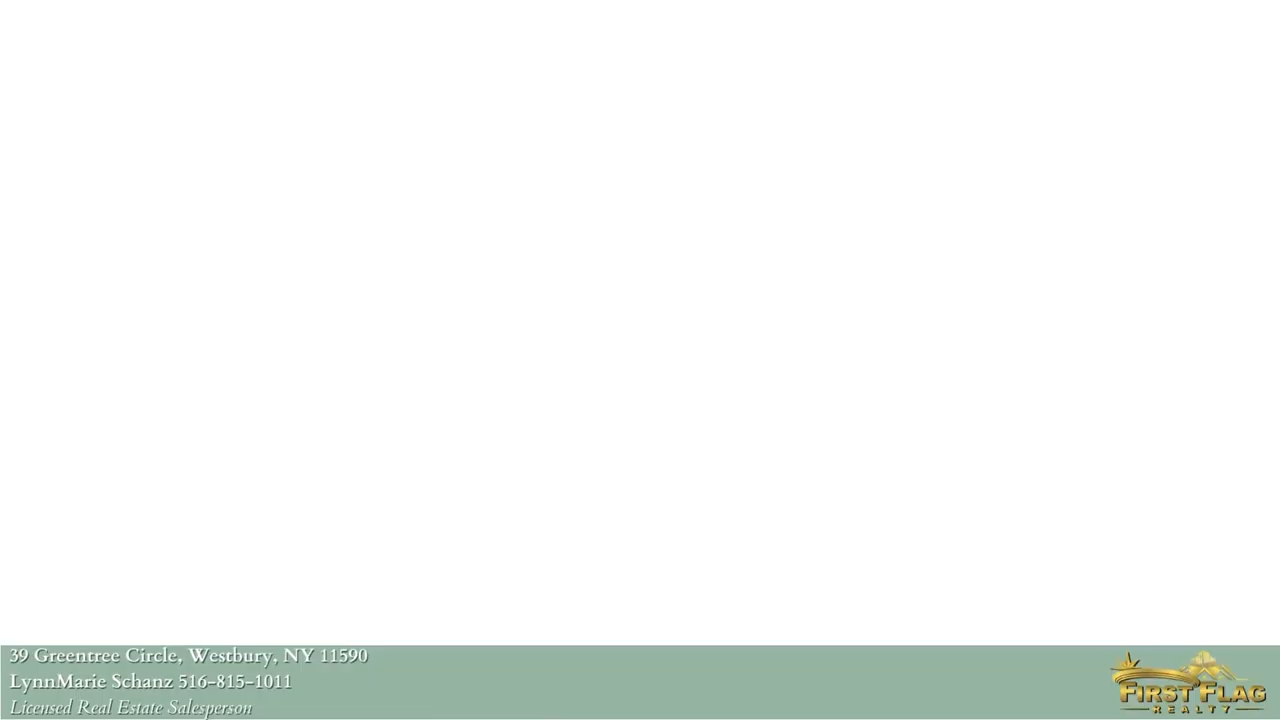 39 Greentree Circle, Westbury, NY 11590
LynnMarie Schanz 516-815-1011
Licensed Real Estate Salesperson
FIRST FLAG
REALTY